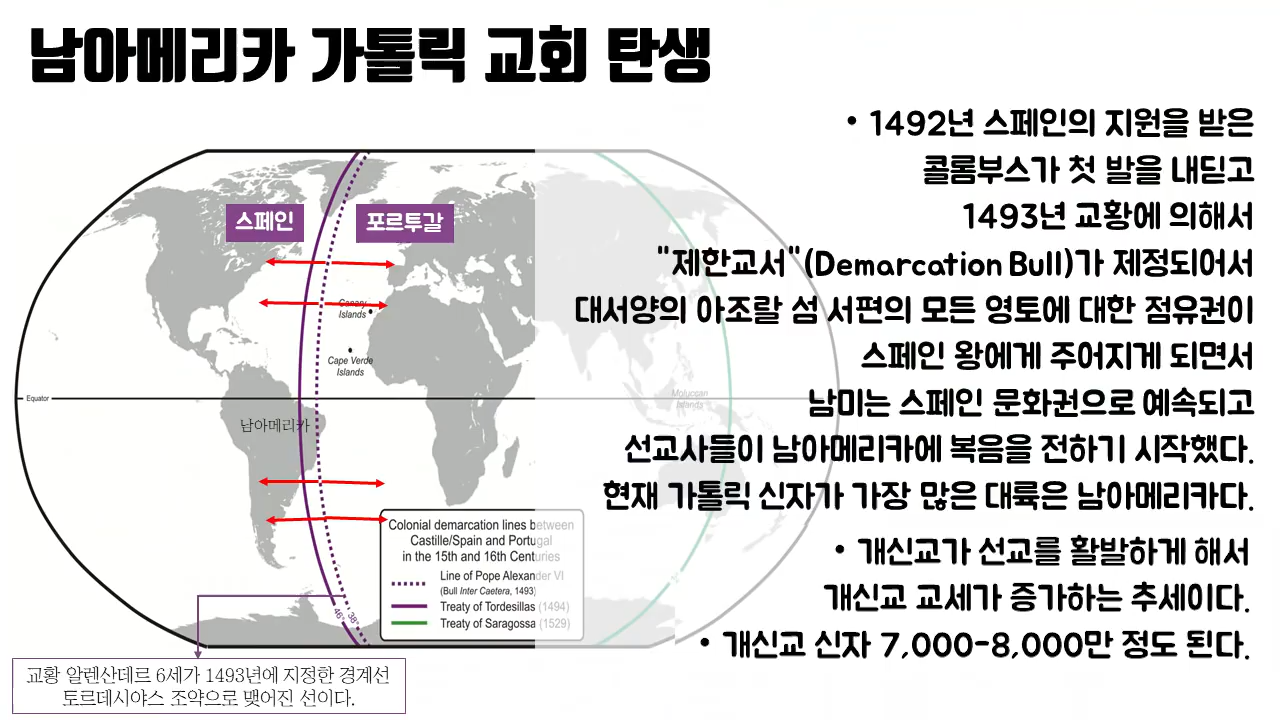 남아메리카 가톨릭 교회 탄생
• 1492년 스페인의 지원을 받은
콜롬부스가 첫 발을 내딛고
1493년 교황에 의해서
"제한교서"(Demarcation Bull)가 제정되어서
대서양의 아조랄 섬 서편의 모든 영토에 대한 점유권이
스페인 왕에게 주어지게 되면서
남미는 스페인 문화권으로 예속되고
선교사들이 남아메리카에 복음을 전하기 시작했다.
현재 가톨릭 신자가 가장 많은 대륙은 남아메리카다.
• 개신교가 선교를 활발하게 해서
개신교 교세가 증가하는 추세이다.
• 개신교 신자 7,000-8,000만 정도 된다.
스페인
포르투갈
Canary
Islands
Cape Verde
Islands
Equator
Moluccan
Islands
남아메리카
Colonial demarcation lines between
Castille/Spain and Portugal
in the 15th and 16th Centuries
Line of Pope Alexander VI
(Bull Inter Caetera, 1493)
Treaty of Tordesillas (1494)
Treaty of Saragossa (1529)
46°
38°
교황 알렌산데르 6세가 1493년에 지정한 경계선
토르데시야스 조약으로 맺어진 선이다.